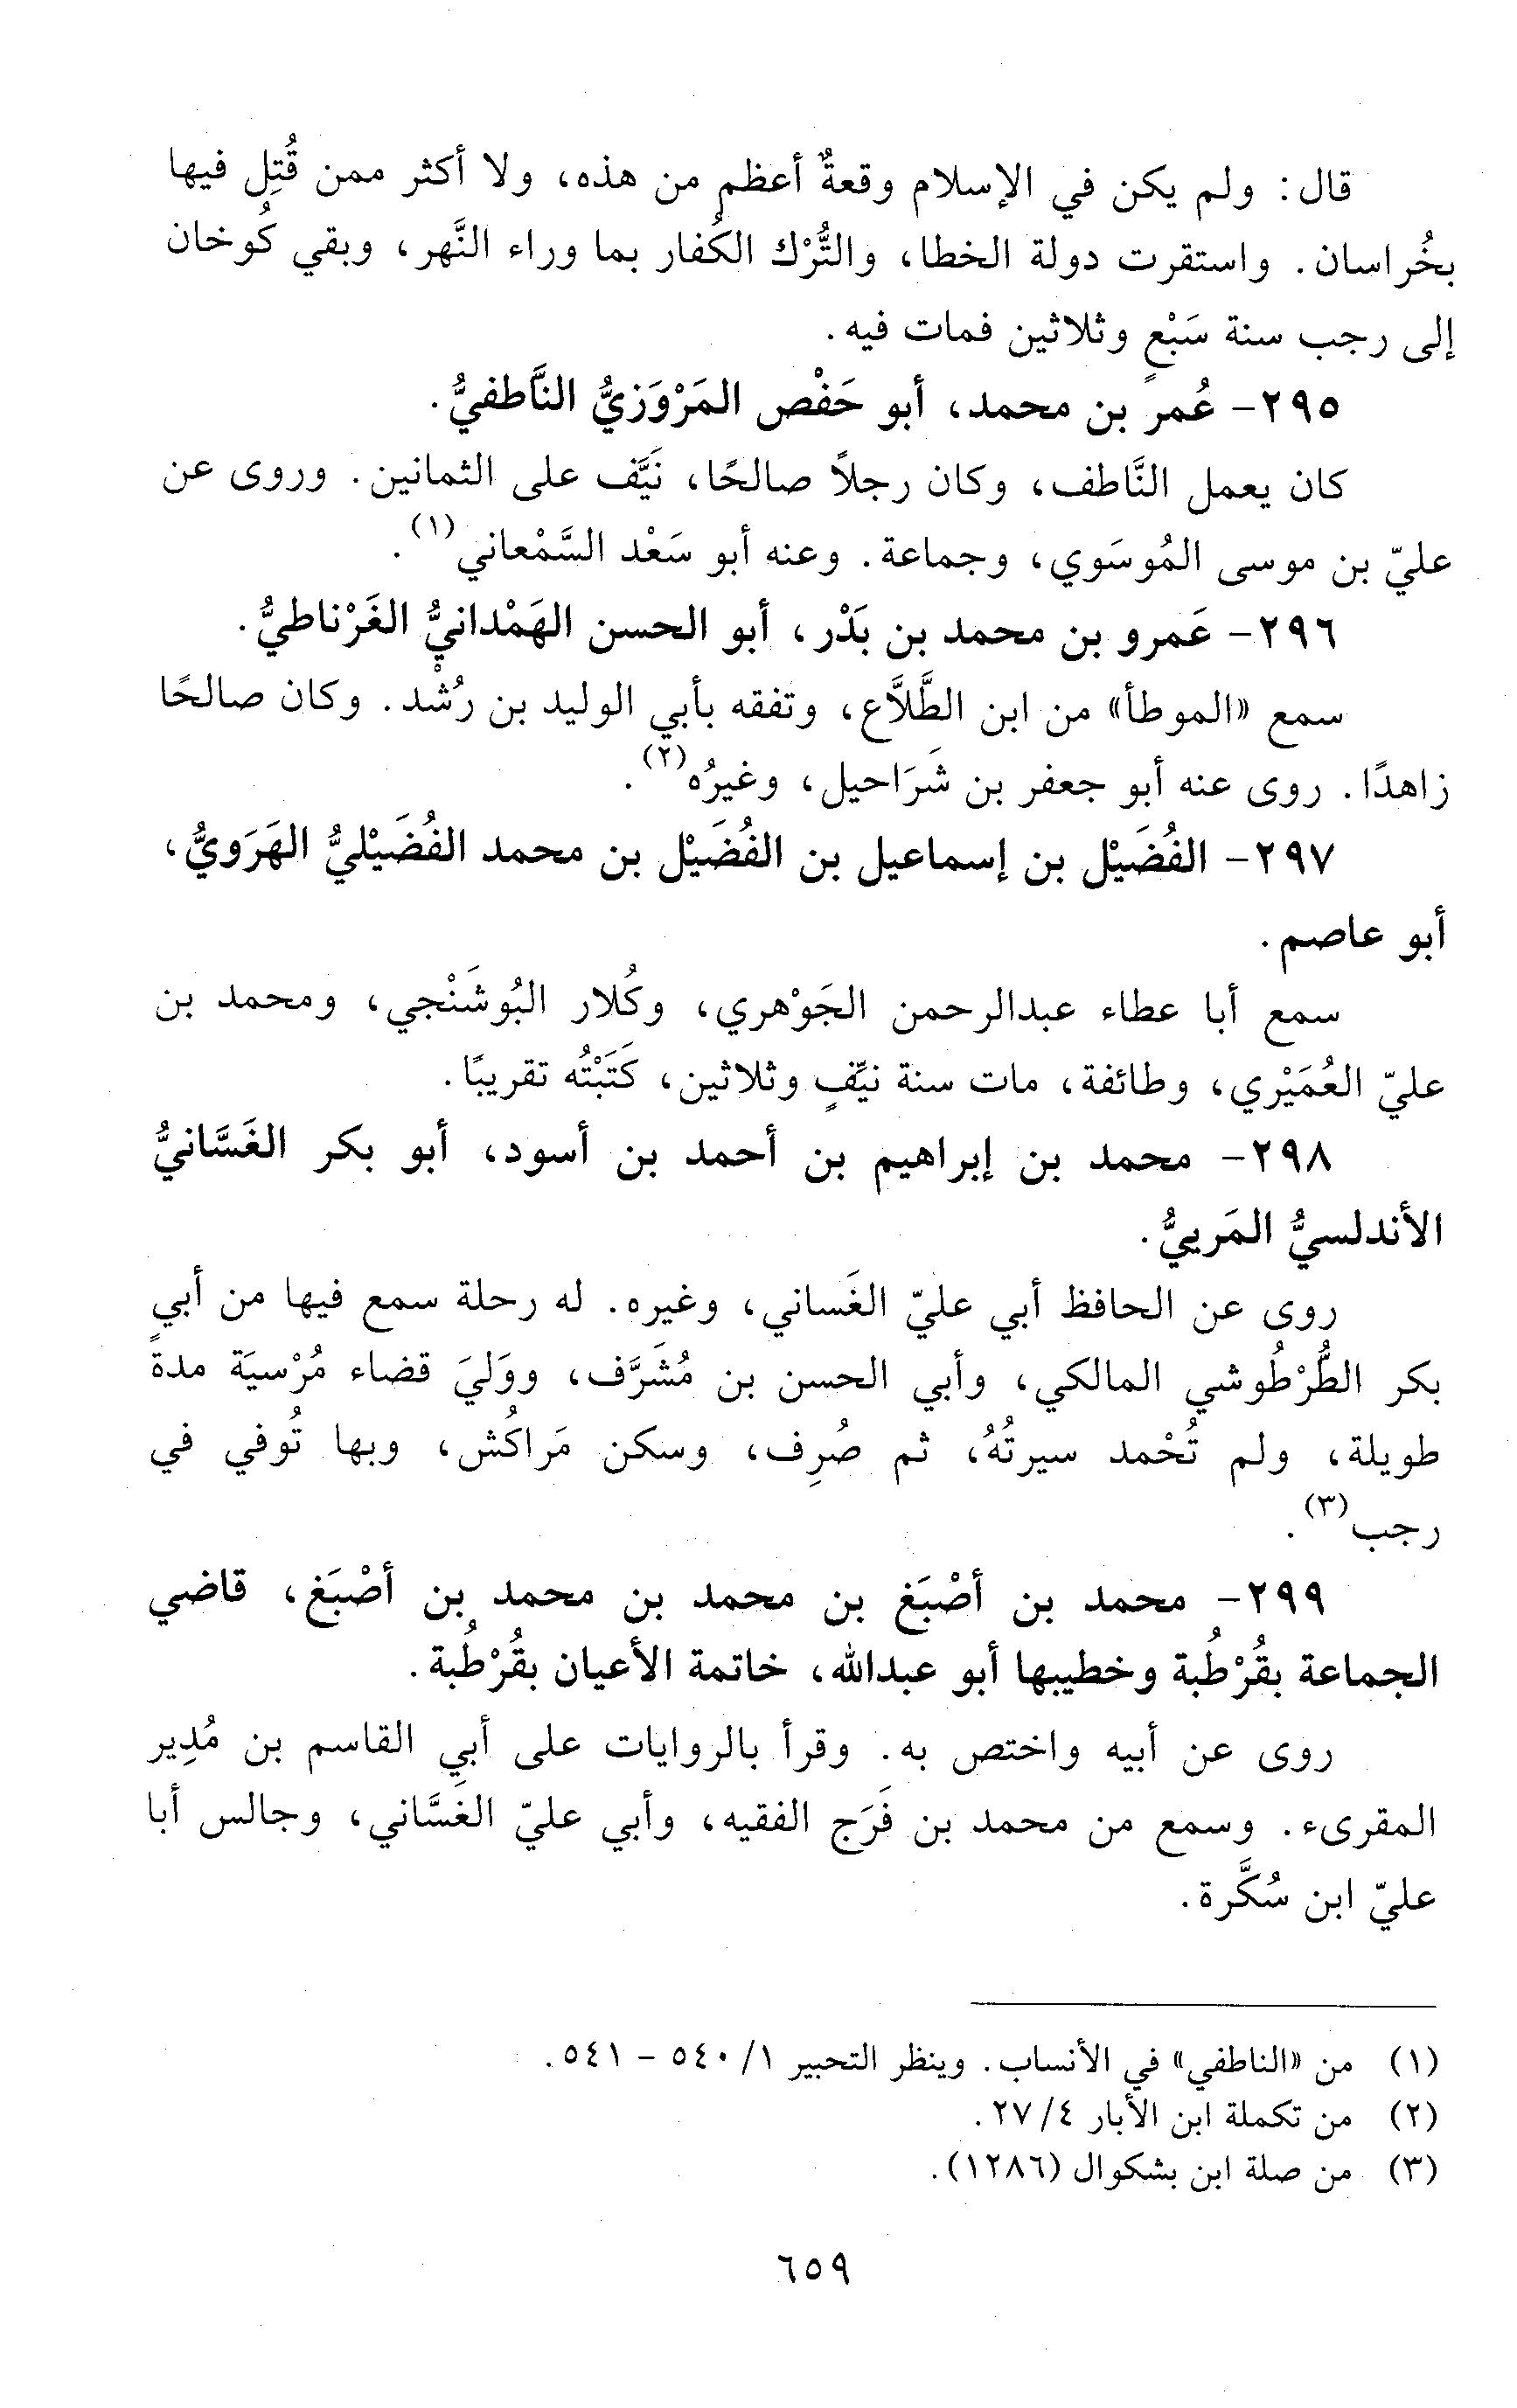 قال: ولم يكن في الإسلام وقعةٌ أعظم من هذه، ولا أكثر ممن قُتِل فيها
بخُراسان. واستقرت دولة الخطا، والتُّرْك الكُفار بما وراء النَّهر، وبقي كُوخان
إلى رجب سنة سَبْعٍ وثلاثين فمات فيه.
٢٩٥- عُمر بن محمد، أبو حَفْص المَرْوَزيُّ النَّاطفيُّ.
كان يعمل النَّاطف، وكان رجلاً صالحًا، نَيَّف على الثمانين. وروى عن
عليّ بن موسى المُوسَوي، وجماعة. وعنه أبو سَعْد السَّمْعاني(١).
٢٩٦- عَمرو بن محمد بن بَدْر، أبو الحسن الهَمْدانيُّ الغَرْناطيُّ.
سمع «الموطأ» من ابن الطَّلاَّع، وتفقه بأبي الوليد بن رُشْد. وكان صالحًا
زاهدًا. روى عنه أبو جعفر بن شَرَاحيل، وغيرُه(٢).
٢٩٧- الفُضَيْل بن إسماعيل بن الفُضَيْل بن محمد الفُضَيْليُّ الهَرَويُّ،
أبو عاصم.
سمع أبا عطاء عبدالرحمن الجَوْهري، وكُلار البُوشَنْجي، ومحمد بن
عليّ العُمَيْري، وطائفة، مات سنة نيِّفٍ وثلاثين، كَتَبْتُه تقريبًا.
٢٩٨- محمد بن إبراهيم بن أحمد بن أسود، أبو بكر الغَسَّانيُّ
الأندلسيُّ المَرييُّ.
روى عن الحافظ أبي عليّ الغَساني، وغيره. له رحلة سمع فيها من أبي
بكر الطُّرْطُوشي المالكي، وأبي الحسن بن مُشَرَّف، ووَليَ قضاء مُرْسيَة مدةً
طويلة، ولم تُحْمد سيرتُهُ، ثم صُرِف، وسكن مَراكُش، وبها تُوفي في
رجب(٣).
٢٩٩- محمد بن أصْبَغ بن محمد بن محمد بن أصْبَغ، قاضي
الجماعة بقُرْطُبة وخطيبها أبو عبدالله، خاتمة الأعيان بقُرْطُبة.
روى عن أبيه واختص به. وقرأ بالروايات على أبي القاسم بن مُدِير
المقرىء. وسمع من محمد بن فَرَج الفقيه، وأبي عليّ الغَسَّاني، وجالس أبا
عليّ ابن سُكَّرة.
(١) من «الناطفي» في الأنساب. وينظر التحبير ١/ ٥٤٠ - ٥٤١.
(٢) من تكملة ابن الأبار ٤/ ٢٧.
(٣) من صلة ابن بشكوال (١٢٨٦).
٦٥٩